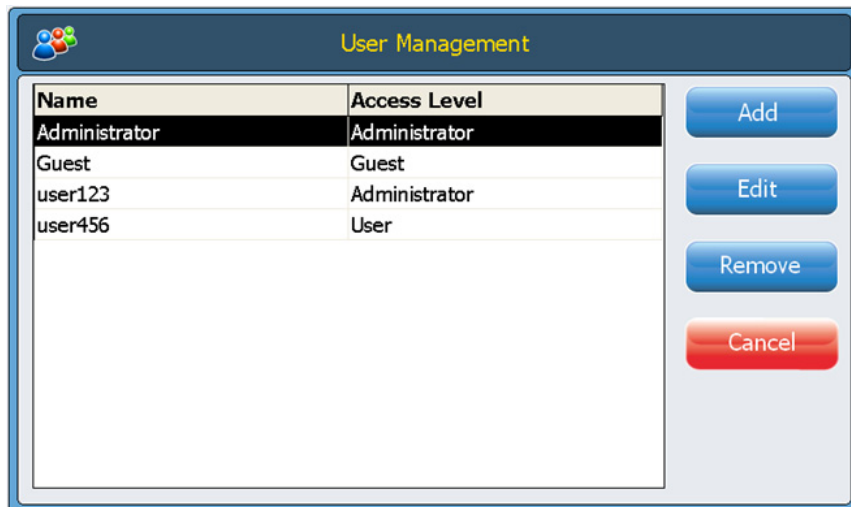 User Management
Name Access Level
Administrator Administrator
Guest Guest
user123 Administrator
user456 User
Add
Edit
Remove
Cancel